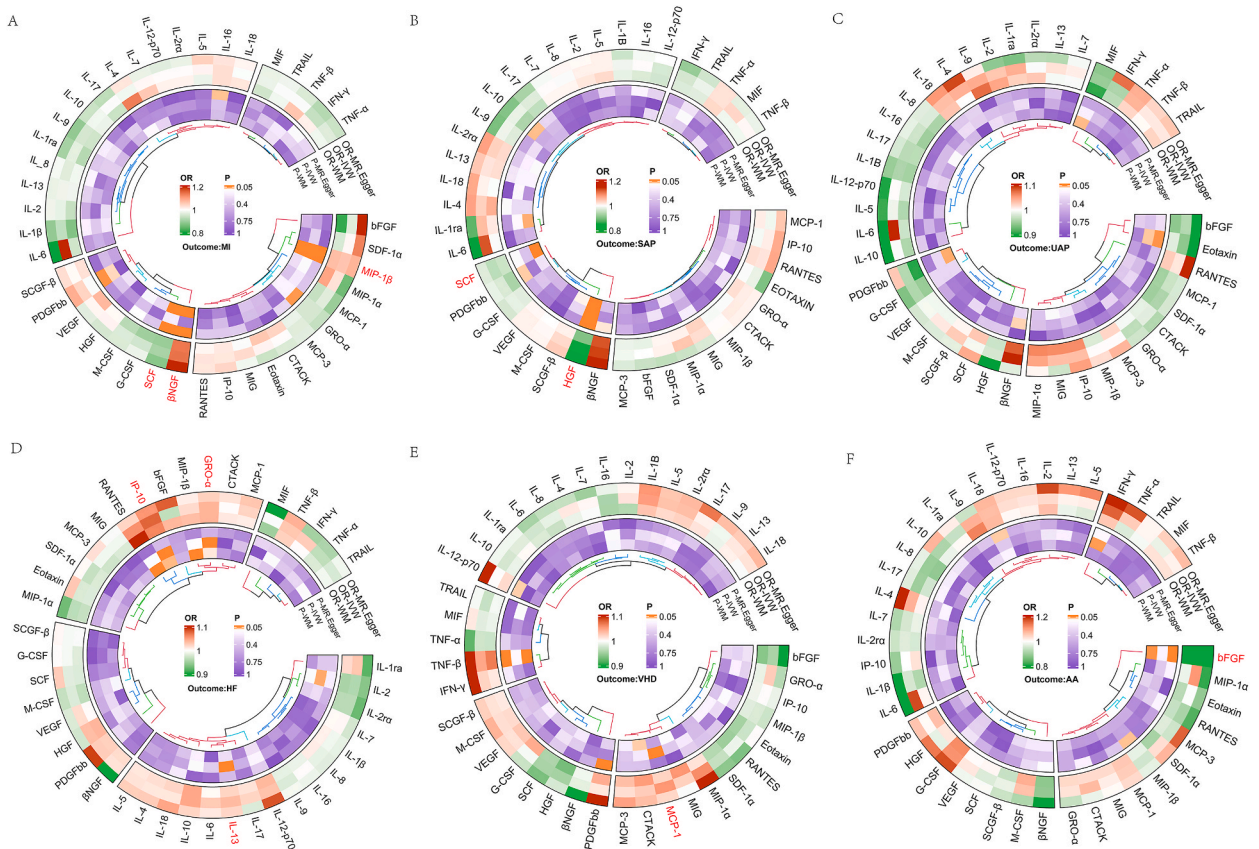 A
IL-10
IL-17
IL-4
IL-7
IL-12-p70
IL-2rα
IL-5
IL-16
IL-18
MIF
TRAIL
TNF-β
IFN-γ
TNF-α
OR-MR.Egger
OR-IVW
OR-WM
P-MR.Egger
P-IVW
P-WM
IL-9
IL-1ra
IL_8
IL-13
IL-2
IL-1β
IL-6
OR
1.2
1
0.8
P
0.05
0.75
1
Outcome:MI
bFGF
SDF-1α
MIP-1β
MIP-1α
MCP-1
GRO-α
MCP-3
CTACK
Eotaxin
MIG
IP-10
RANTES
βNGF
SCF
G-CSF
M-CSF
HGF
VEGF
PDGFbb
SCGF-β
B
IL-9
IL-10
IL-7
IL-8
IL-2
IL-5
IL-1B
IL-16
IL-12-p70
IFN-γ
TRAIL
TNF-α
MIF
TNF-β
OR-MR.Egger
OR-IVW
OR-WM
P-MR.Egger
P-IVW
P-WM
IL-2rα
IL-13
IL-18
IL-4
IL-1ra
IL-6
OR
1.2
1
0.8
P
0.05
0.75
1
Outcome:SAP
MCP-1
IP-10
RANTES
EOTAXIN
GRO-α
CTACK
MIP-1β
MIG
MIP-1α
SDF-1α
bFGF
MCP-3
βNGF
HGF
SCGF-β
M-CSF
VEGF
G-CSF
PDGFbb
SCF
C
IL-8
IL-18
IL-4
IL-9
IL-2
IL-1ra
IL-2rα
IL-13
IL-7
MIF
IFN-γ
TNF-α
TNF-β
TRAIL
OR-MR.Egger
OR-IVW
OR-WM
P-MR.Egger
P-IVW
P-WM
IL-16
IL-17
IL-1B
IL-12-p70
IL-5
IL-6
IL-10
OR
1.1
1
0.9
P
0.05
0.75
1
Outcome:UAP
bFGF
Eotaxin
RANTES
MCP-1
SDF-1α
CTACK
GRO-α
MCP-3
MIP-1β
IP-10
MIG
MIP-1α
βNGF
HGF
SCF
SCGF-β
M-CSF
VEGF
G-CSF
PDGFbb
D
MCP-3
MIG
RANTES
IP-10
bFGF
MIP-1β
GRO-α
CTACK
MCP-1
MIF
TNF-β
IFN-γ
TNF-α
TRAIL
OR-MR.Egger
OR-IVW
OR-WM
P-MR.Egger
P-IVW
P-WM
SDF-1α
Eotaxin
MIP-1α
SCGF-β
G-CSF
SCF
M-CSF
VEGF
HGF
PDGFbb
βNGF
OR
1.1
1
0.9
P
0.05
0.75
1
Outcome:HF
IL-1ra
IL-2
IL-2rα
IL-7
IL-1β
IL-8
IL-16
IL-9
IL-12-p70
IL-17
IL-13
IL-6
IL-10
IL-18
IL-4
IL-5
E
IL-1ra
IL-6
IL-8
IL-4
IL-7
IL-16
IL-2
IL-1B
IL-5
IL-2rα
IL-17
IL-9
IL-13
IL-18
OR-MR.Egger
OR-IVW
OR-WM
P-MR.Egger
P-IVW
P-WM
IL-10
IL-12-p70
TRAIL
MIF
TNF-α
TNF-β
IFN-γ
OR
1.1
1
0.9
P
0.05
0.75
1
Outcome:VHD
bFGF
GRO-α
IP-10
MIP-1β
Eotaxin
RANTES
SDF-1α
MIP-1α
MIG
MCP-1
CTACK
MCP-3
PDGFbb
βNGF
HGF
SCF
G-CSF
VEGF
M-CSF
SCGF-β
F
IL-10
IL-1ra
IL-9
IL-18
IL-12-p70
IL-16
IL-2
IL-13
IL-5
IFN-γ
TNF-α
TRAIL
MIF
TNF-β
OR-MR.Egger
OR-IVW
OR-WM
P-MR.Egger
P-IVW
P-WM
IL-8
IL-17
IL-4
IL-7
IL-2rα
IP-10
IL-1β
IL-6
OR
1.1
1
0.9
P
0.05
0.75
1
Outcome:AA
bFGF
MIP-1α
Eotaxin
RANTES
MCP-3
SDF-1α
MIP-1β
MCP-1
MIG
CTACK
GRO-α
βNGF
M-CSF
SCGF-β
SCF
VEGF
G-CSF
HGF
PDGFbb